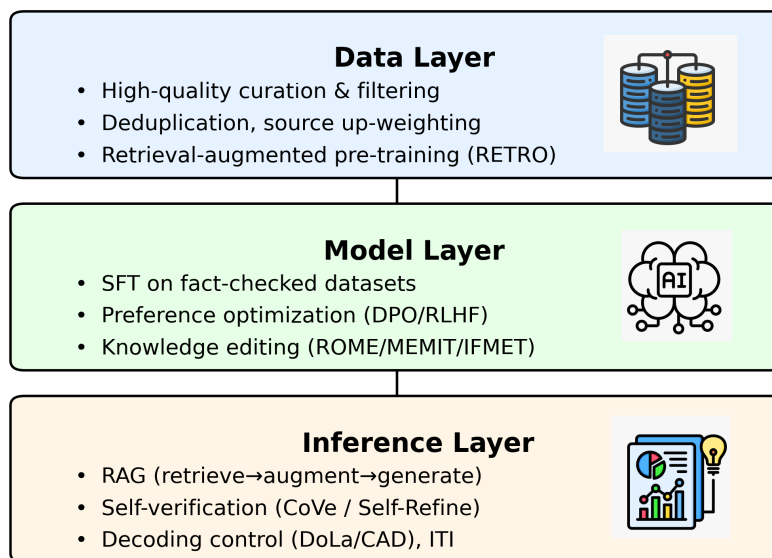 Data Layer
• High-quality curation & filtering
• Deduplication, source up-weighting
• Retrieval-augmented pre-training (RETRO)
Model Layer
• SFT on fact-checked datasets
• Preference optimization (DPO/RLHF)
• Knowledge editing (ROME/MEMIT/IFMET)
AI
Inference Layer
• RAG (retrieve→augment→generate)
• Self-verification (CoVe / Self-Refine)
• Decoding control (DoLa/CAD), ITI